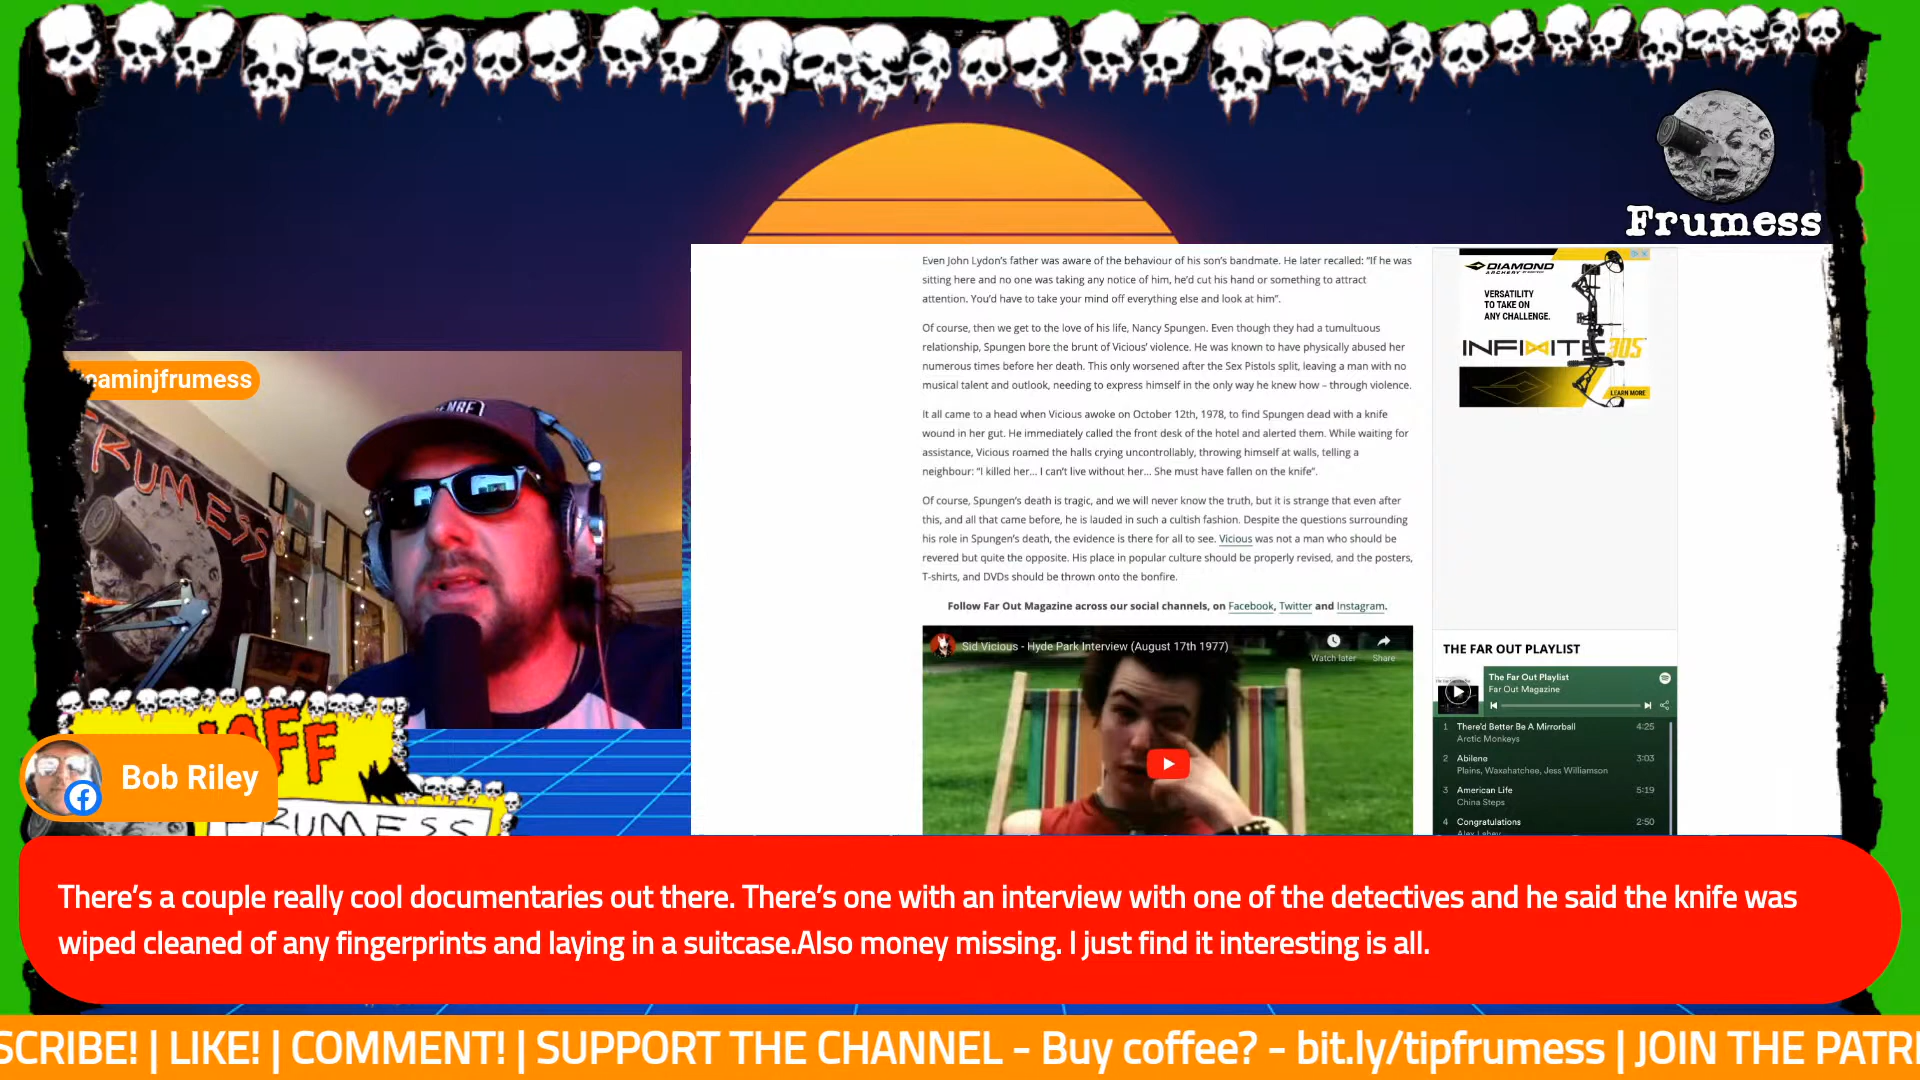 Frumess
Even John Lydon's father was aware of the behaviour of his son's bandmate. He later recalled: "If he was
sitting here and no one was taking any notice of him, he'd cut his hand or something to attract
attention. You'd have to take your mind off everything else and look at him".
Of course, then we get to the love of his life, Nancy Spungen. Even though they had a tumultuous
relationship, Spungen bore the brunt of Vicious' violence. He was known to have physically abused her
numerous times before her death. This only worsened after the Sex Pistols split, leaving a man with no
musical talent and outlook, needing to express himself in the only way he knew how – through violence.
It all came to a head when Vicious awoke on October 12th, 1978, to find Spungen dead with a knife
wound in her gut. He immediately called the front desk of the hotel and alerted them. While waiting for
assistance, Vicious roamed the halls crying uncontrollably, throwing himself at walls, telling a
neighbour: "I killed her... I can't live without her... She must have fallen on the knife".
Of course, Spungen's death is tragic, and we will never know the truth, but it is strange that even after
this, and all that came before, he is lauded in such a cultish fashion. Despite the questions surrounding
his role in Spungen's death, the evidence is there for all to see. Vicious was not a man who should be
revered but quite the opposite. His place in popular culture should be properly revised, and the posters,
T-shirts, and DVDs should be thrown onto the bonfire.
Follow Far Out Magazine across our social channels, on Facebook, Twitter and Instagram.
Sid Vicious - Hyde Park Interview (August 17th 1977)
Watch later
Share
DIAMOND
ARCHERY
VERSATILITY
TO TAKE ON
ANY CHALLENGE.
INFINITE 305
LEARN MORE
THE FAR OUT PLAYLIST
The Far Out Playlist
Far Out Magazine
1 There'd Better Be A Mirrorball 4:25
Arctic Monkeys
2 Abilene 3:03
Plains, Waxahatchee, Jess Williamson
3 American Life 5:19
China Steps
4 Congratulations 2:50
Alex Lahey
eaminjfrumess
FRUMESS
FRUMESS
Bob Riley
There's a couple really cool documentaries out there. There's one with an interview with one of the detectives and he said the knife was
wiped cleaned of any fingerprints and laying in a suitcase.Also money missing. I just find it interesting is all.
SCRIBE! | LIKE! | COMMENT! | SUPPORT THE CHANNEL - Buy coffee? - bit.ly/tipfrumess | JOIN THE PATR